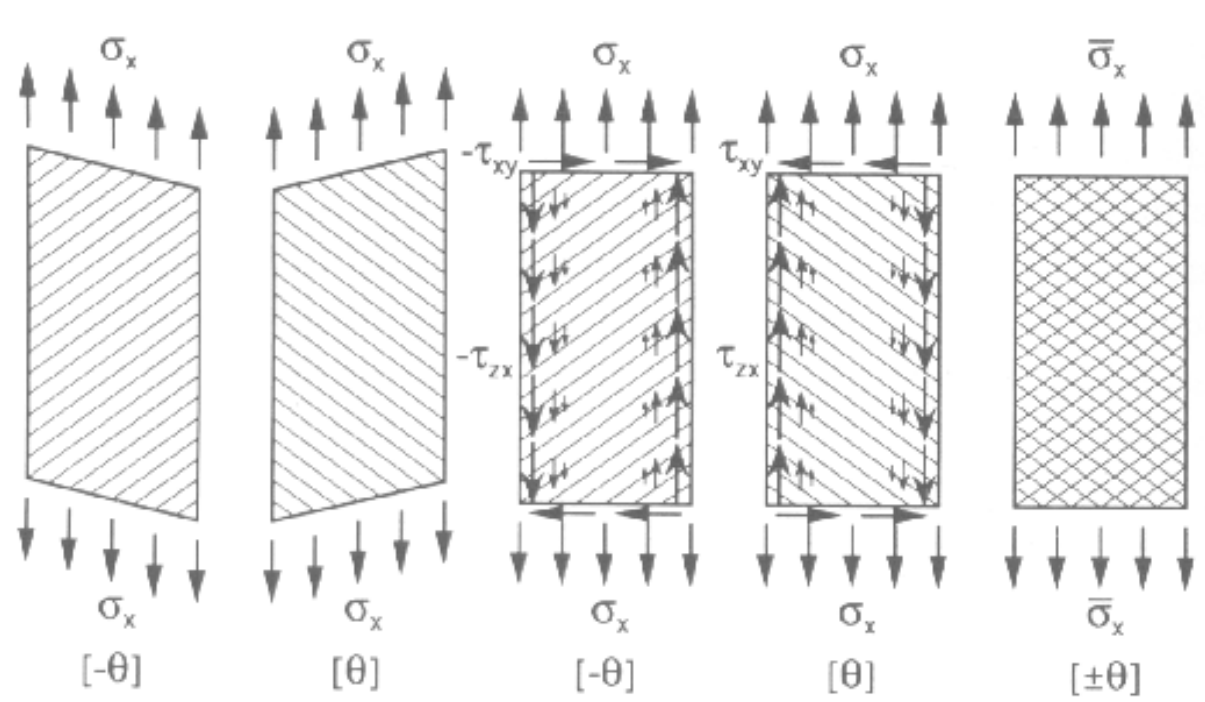 σₓ σₓ σₓ σₓ σ̄ₓ
-τxy τxy
-τzx τzx
σₓ σₓ σₓ σₓ σ̄ₓ
[-θ] [θ] [-θ] [θ] [±θ]